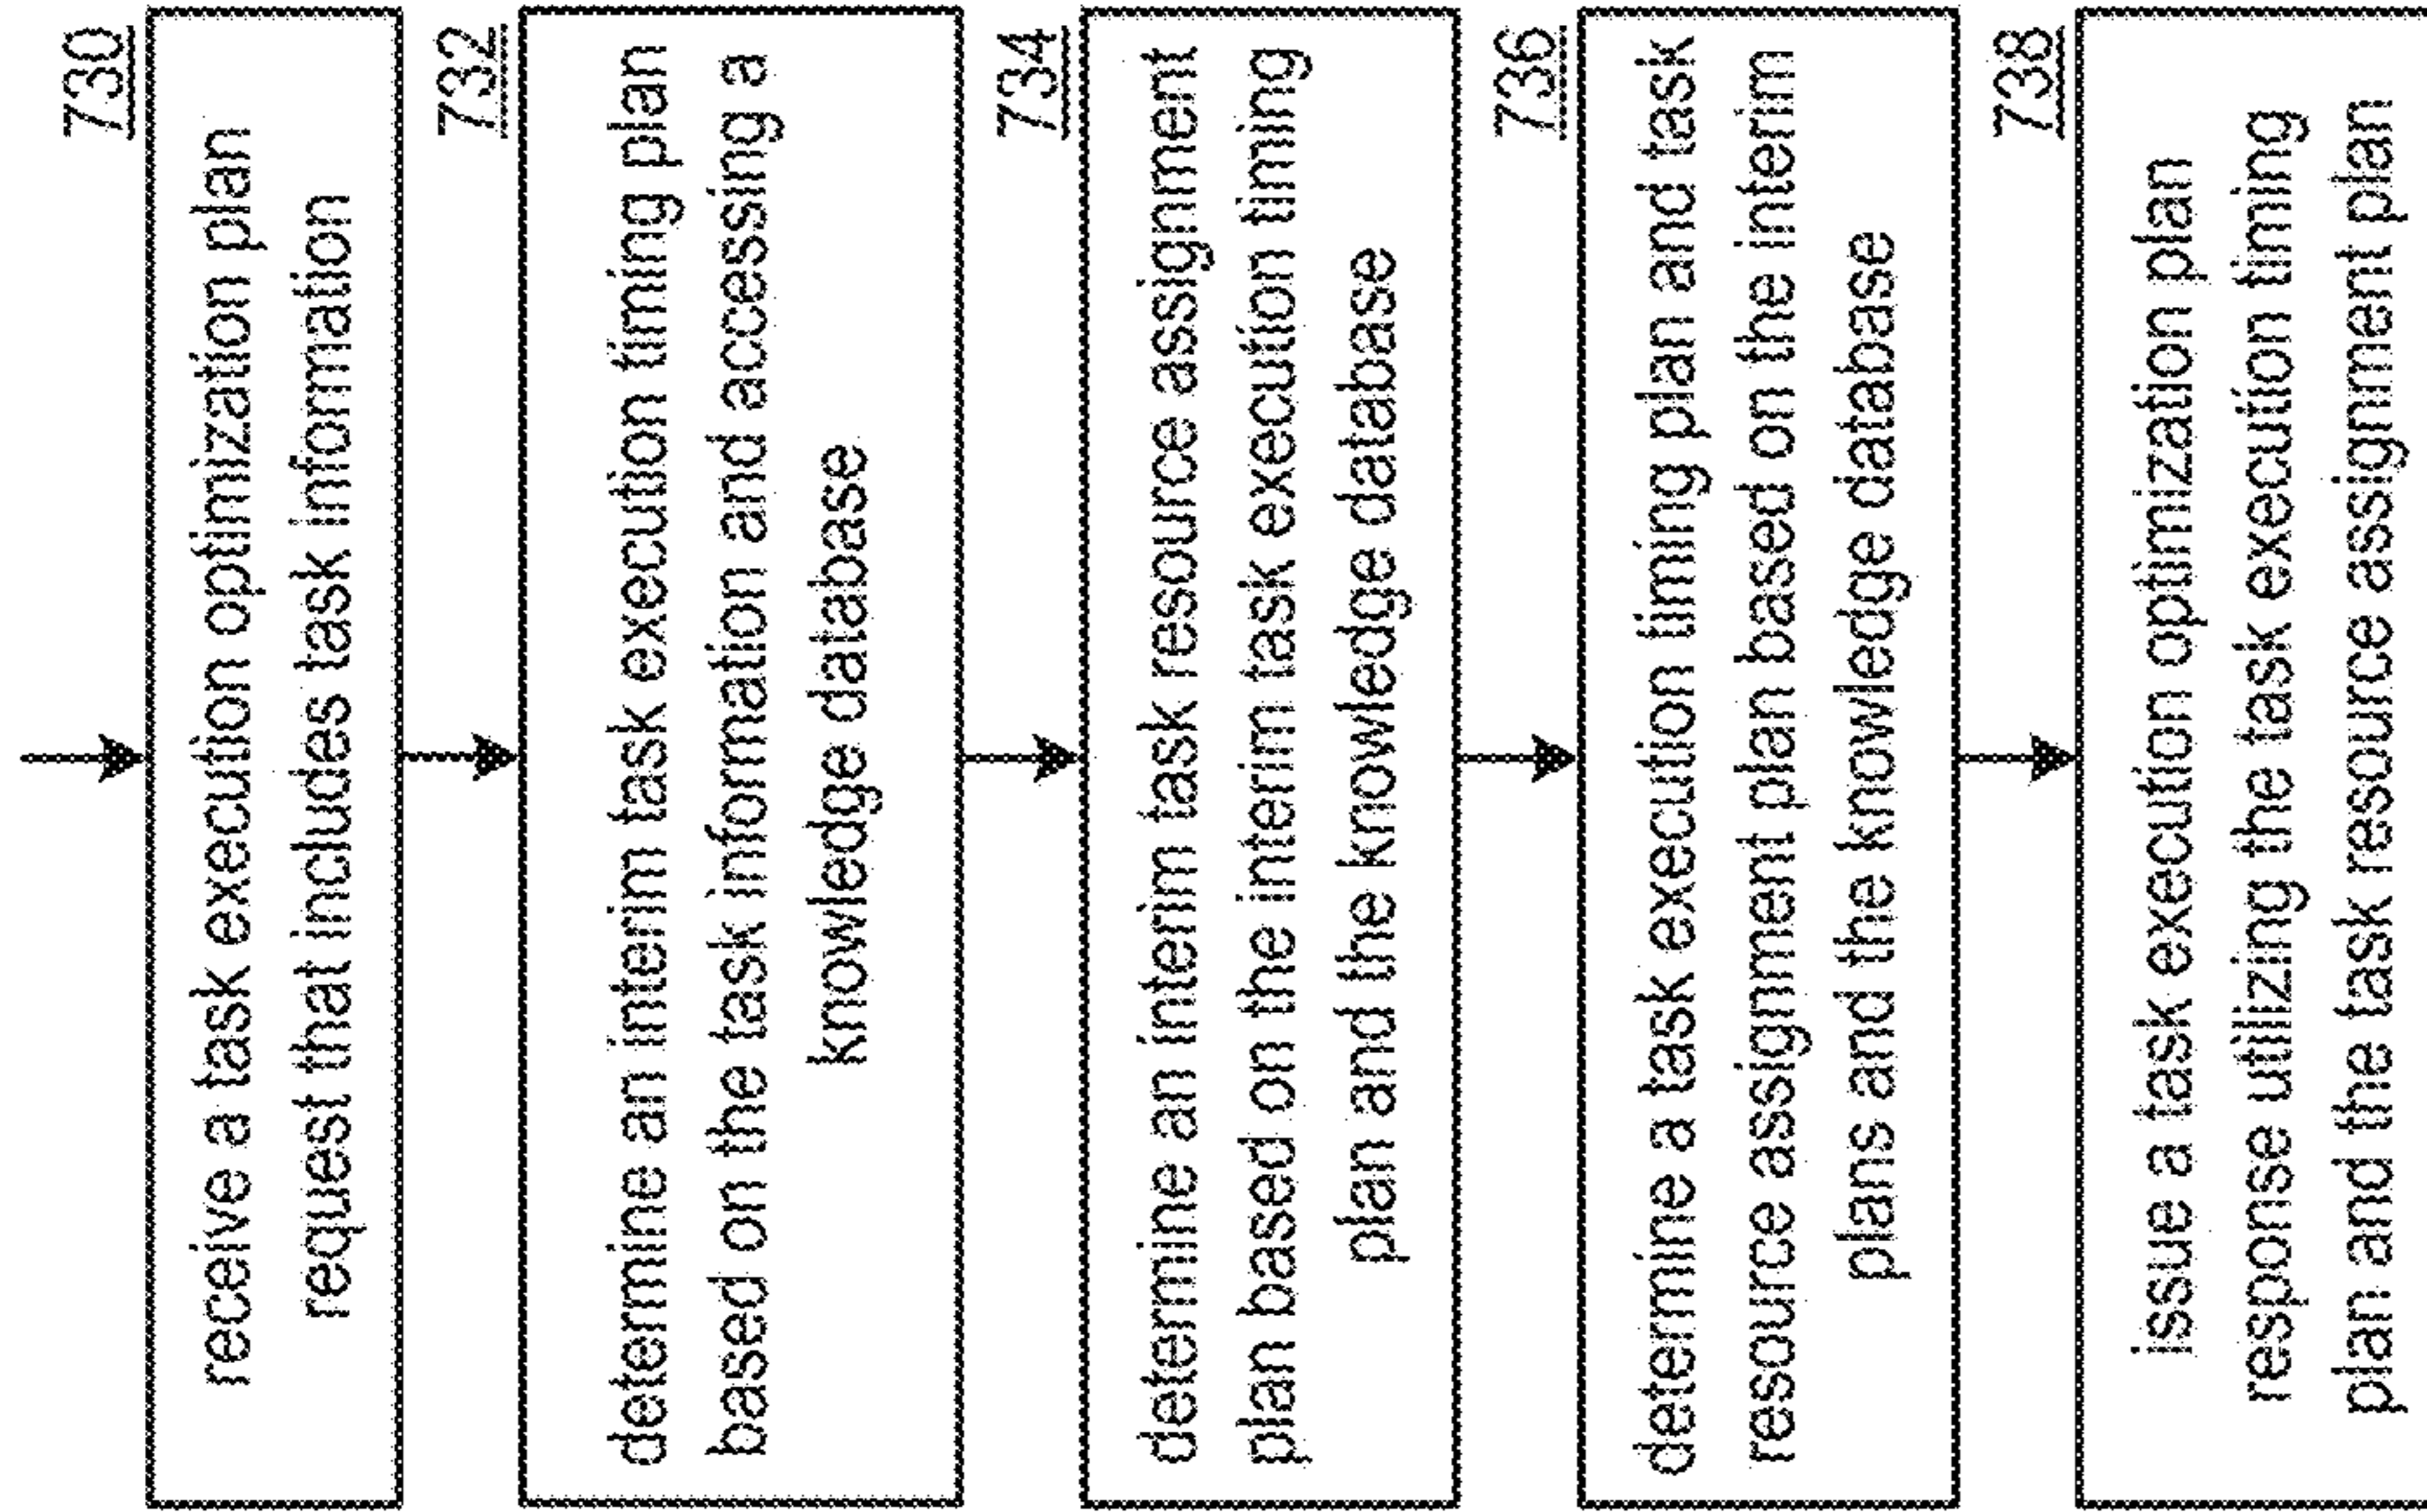 730
receive a task execution optimization plan
request that includes task information
732
determine an interim task execution timing plan
based on the task information and accessing a
knowledge database
734
determine an interim task resource assignment
plan based on the interim task execution timing
plan and the knowledge database
736
determine a task execution timing plan and task
resource assignment plan based on the interim
plans and the knowledge database
738
issue a task execution optimization plan
response utilizing the task execution timing
plan and the task resource assignment plan